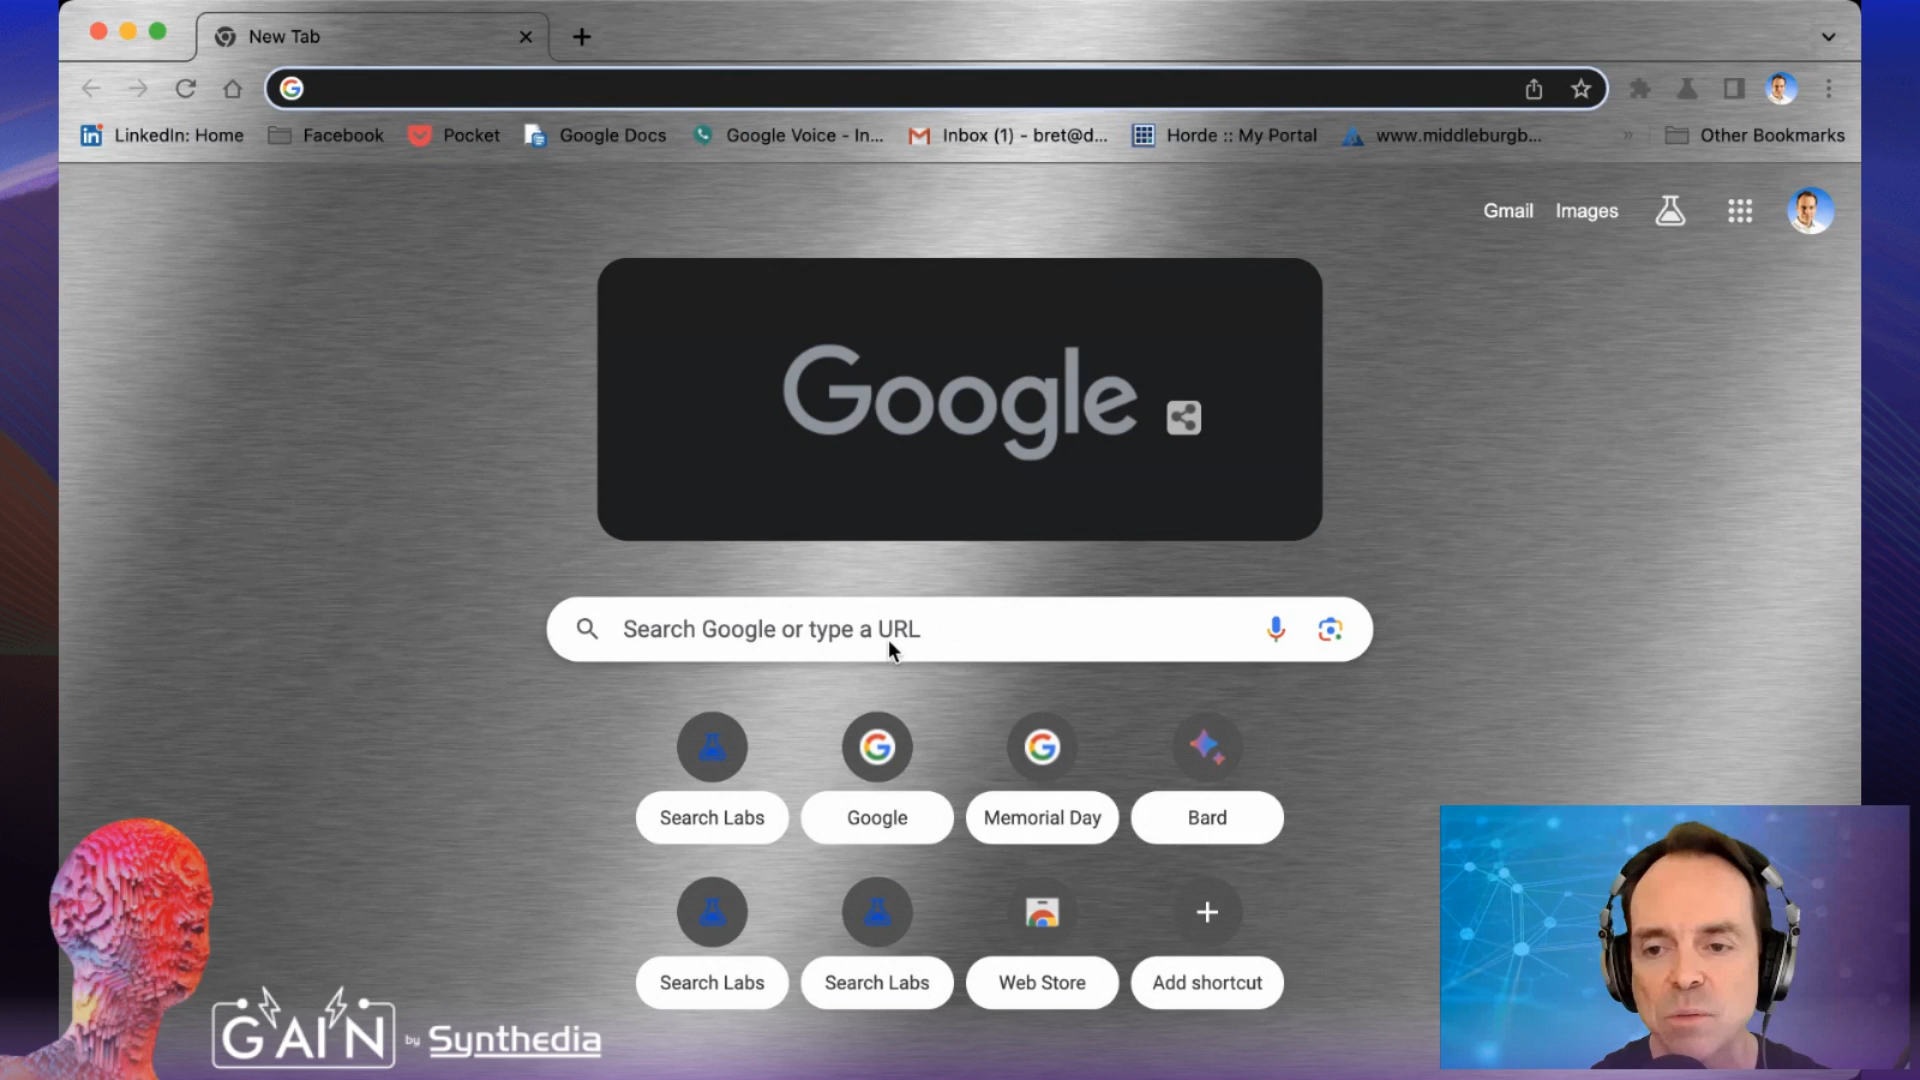 New Tab
LinkedIn: Home Facebook Pocket Google Docs Google Voice - In... Inbox (1) - bret@d... Horde :: My Portal www.middleburgb... » Other Bookmarks
Gmail Images
Google
Search Google or type a URL
Search Labs Google Memorial Day Bard
Search Labs Search Labs Web Store Add shortcut
GAIN by Synthedia